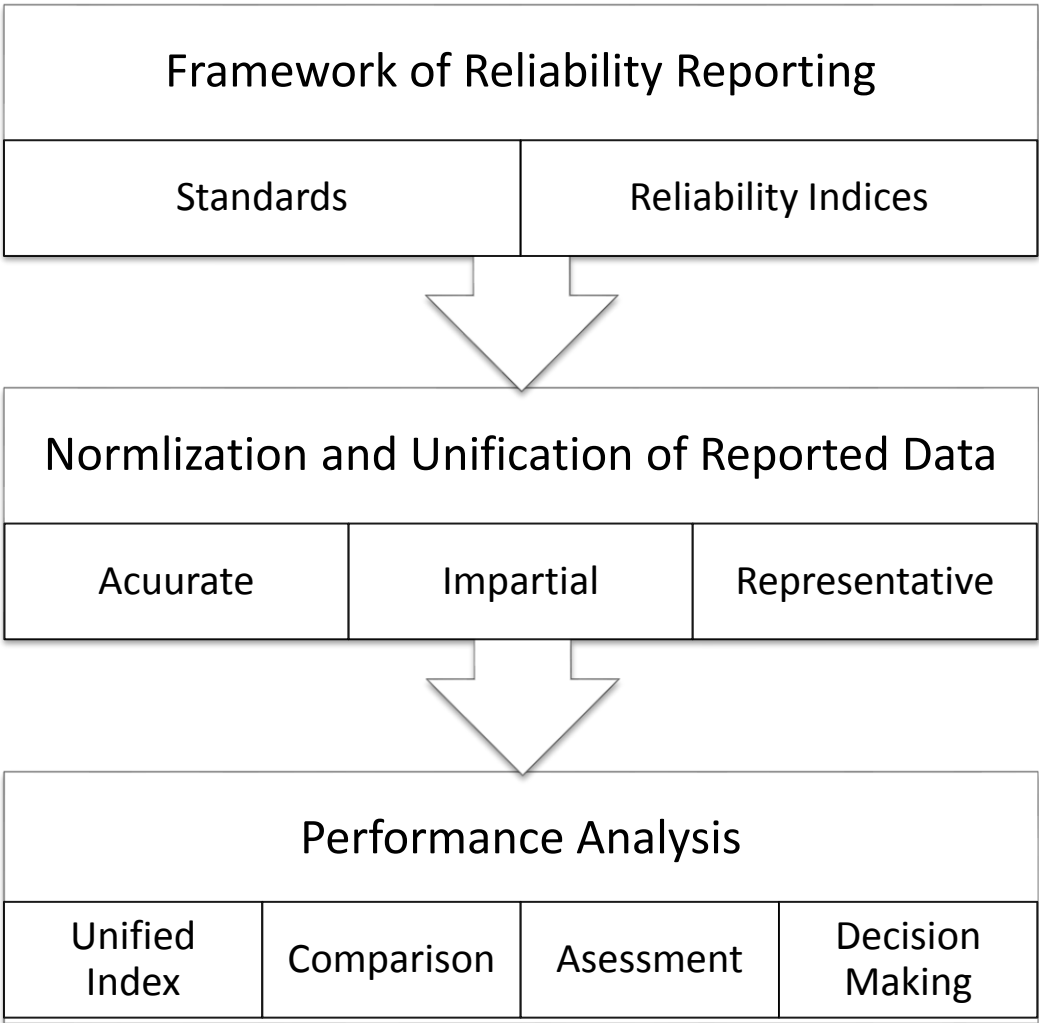 Framework of Reliability Reporting
Standards
Reliability Indices
Normlization and Unification of Reported Data
Acuurate
Impartial
Representative
Performance Analysis
Unified
Index
Comparison
Asessment
Decision
Making